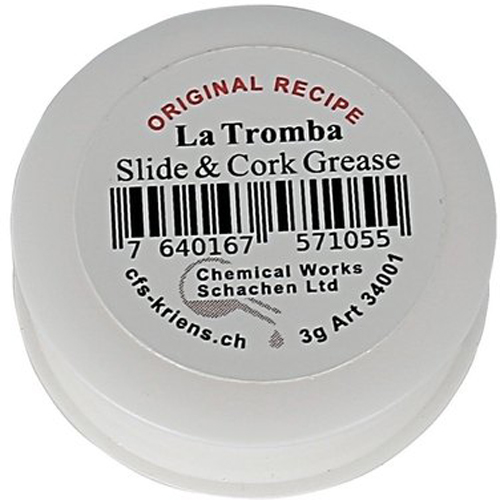 ORIGINAL RECIPE
La Tromba
Slide & Cork Grease
7 640167 571055
Chemical Works
Schachen Ltd
cfs-kriens.ch
3g Art 34001